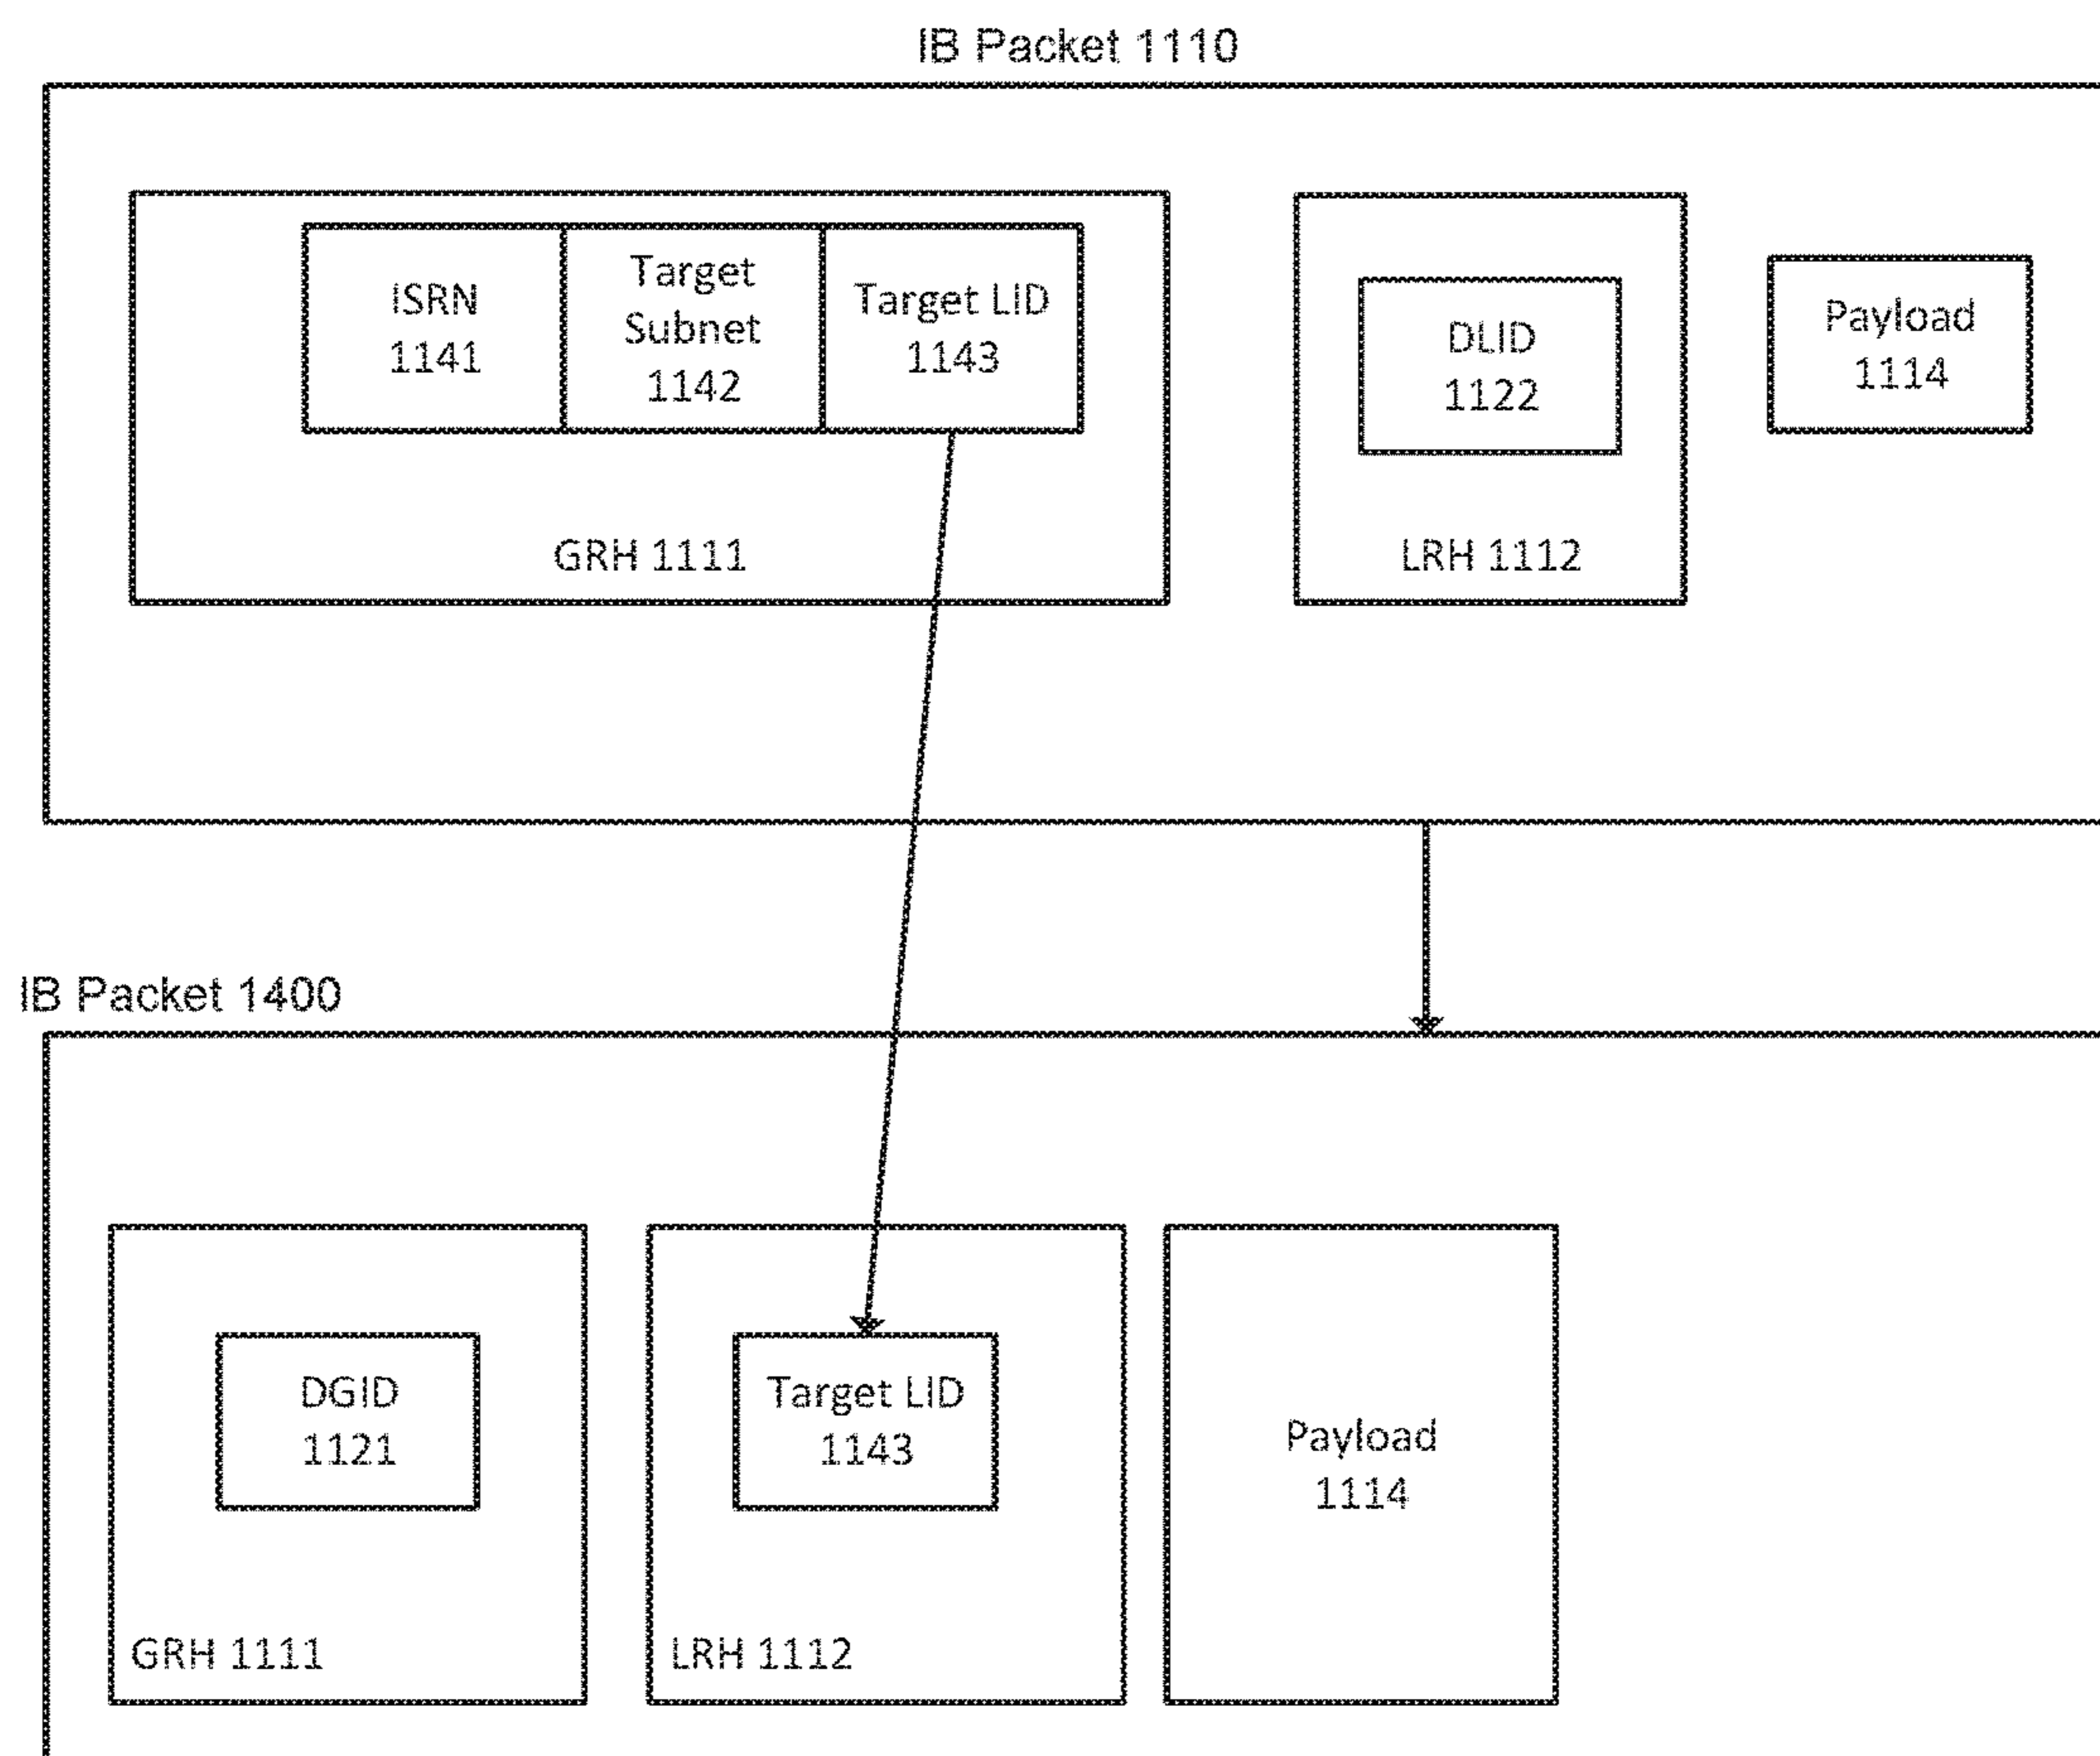 IB Packet 1110
ISRN
1141
Target
Subnet
1142
Target LID
1143
GRH 1111
DLID
1122
LRH 1112
Payload
1114
IB Packet 1400
DGID
1121
GRH 1111
Target LID
1143
LRH 1112
Payload
1114